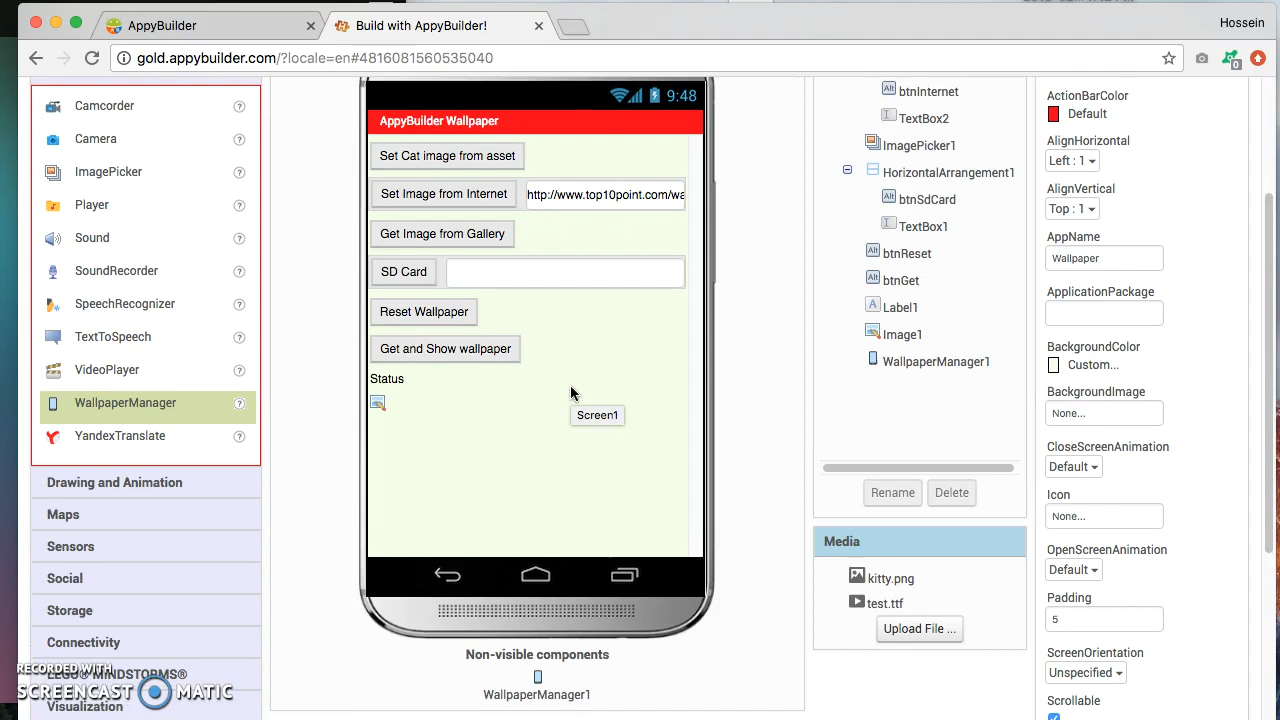 AppyBuilder
Build with AppyBuilder!
Hossein
gold.appybuilder.com/?locale=en#4816081560535040
0
Camcorder ?
Camera ?
ImagePicker ?
Player ?
Sound ?
SoundRecorder ?
SpeechRecognizer ?
TextToSpeech ?
VideoPlayer ?
WallpaperManager ?
YandexTranslate ?
Drawing and Animation
Maps
Sensors
Social
Storage
Connectivity
LEGO® MINDSTORMS®
Visualization
RECORDED WITH
SCREENCAST MATIC
9:48
AppyBuilder Wallpaper
Set Cat image from asset
Set Image from Internet
http://www.top10point.com/wa
Get Image from Gallery
SD Card
Reset Wallpaper
Get and Show wallpaper
Status
Screen1
Non-visible components
WallpaperManager1
btnInternet
TextBox2
ImagePicker1
HorizontalArrangement1
btnSdCard
TextBox1
btnReset
btnGet
A Label1
Image1
WallpaperManager1
Rename Delete
Media
kitty.png
test.ttf
Upload File ...
ActionBarColor
Default
AlignHorizontal
Left : 1
AlignVertical
Top : 1
AppName
Wallpaper
ApplicationPackage
BackgroundColor
Custom...
BackgroundImage
None...
CloseScreenAnimation
Default
Icon
None...
OpenScreenAnimation
Default
Padding
5
ScreenOrientation
Unspecified
Scrollable